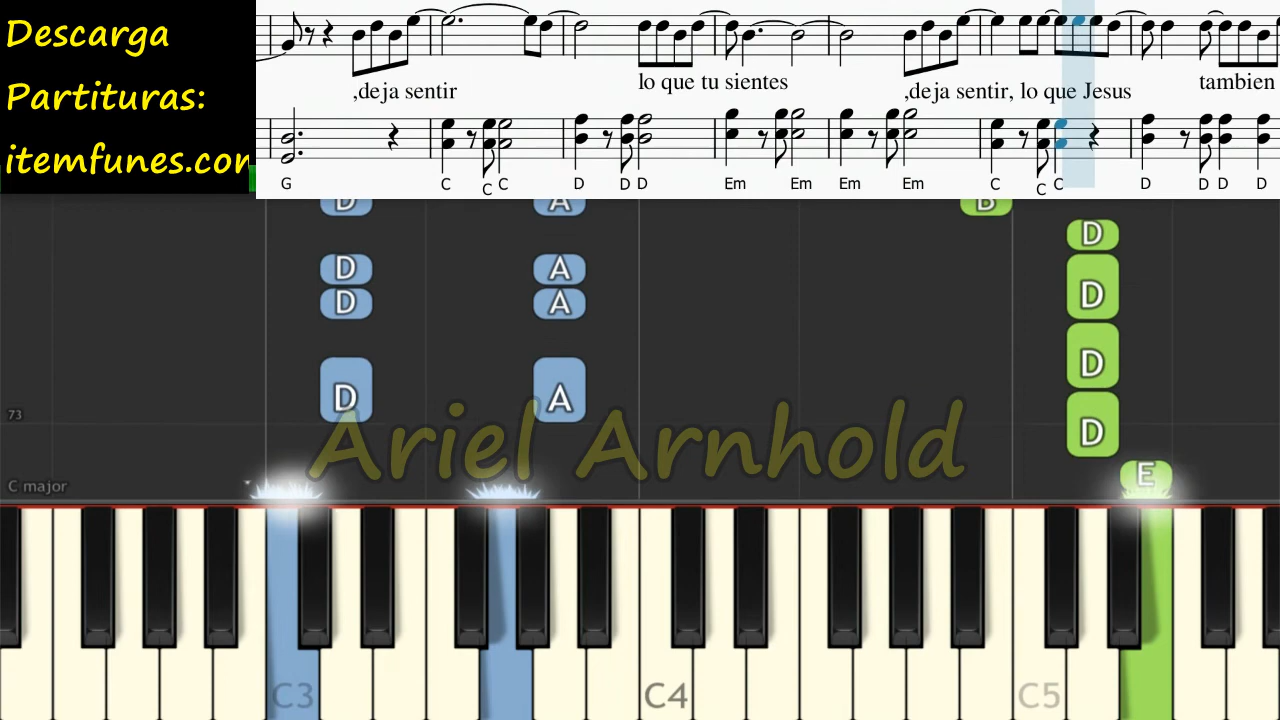 Descarga
Partituras:
itemfunes.com
,deja sentir lo que tu sientes ,deja sentir, lo que Jesus tambien
G C C C D D D Em Em Em Em C C C D D D D
D A B
D
D A
D D
D A
D A D
Ariel Arnhold
73
D
E
C major
C3 C4 C5